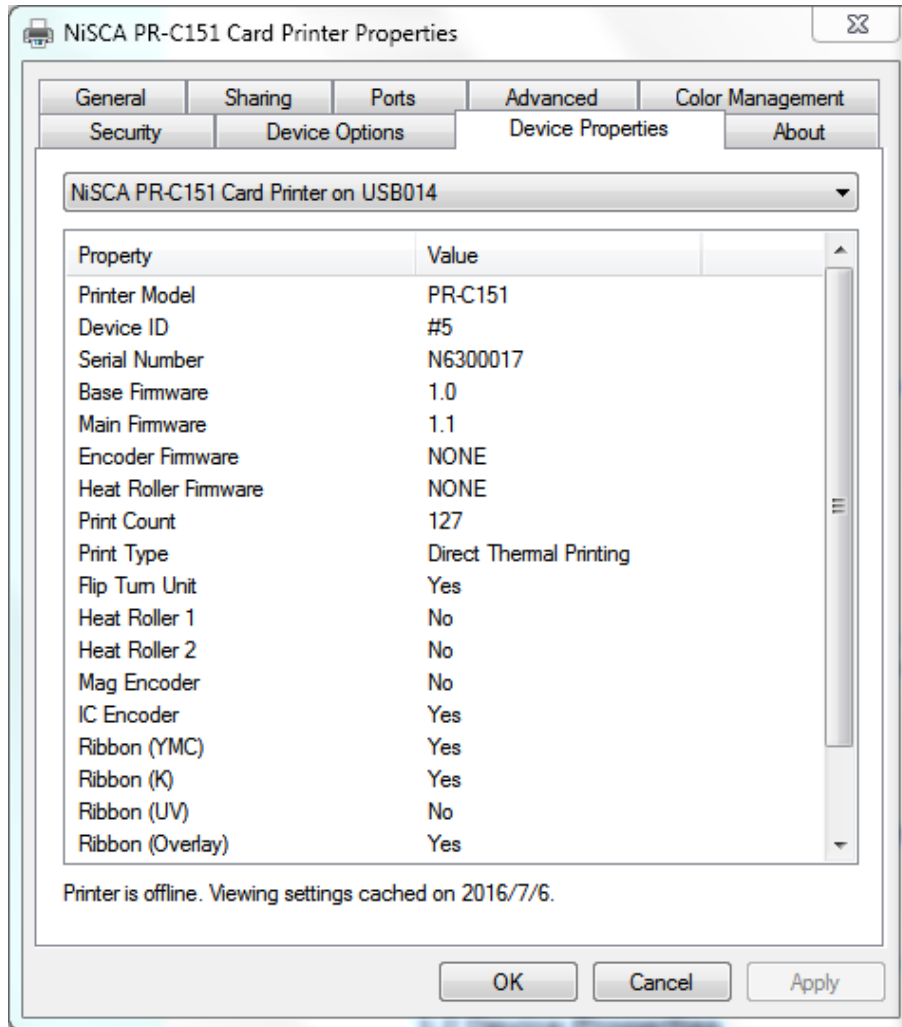 NiSCA PR-C151 Card Printer Properties
General Sharing Ports Advanced Color Management
Security Device Options Device Properties About
NiSCA PR-C151 Card Printer on USB014
Property Value
Printer Model PR-C151
Device ID #5
Serial Number N6300017
Base Firmware 1.0
Main Firmware 1.1
Encoder Firmware NONE
Heat Roller Firmware NONE
Print Count 127
Print Type Direct Thermal Printing
Flip Turn Unit Yes
Heat Roller 1 No
Heat Roller 2 No
Mag Encoder No
IC Encoder Yes
Ribbon (YMC) Yes
Ribbon (K) Yes
Ribbon (UV) No
Ribbon (Overlay) Yes
Printer is offline. Viewing settings cached on 2016/7/6.
OK Cancel Apply